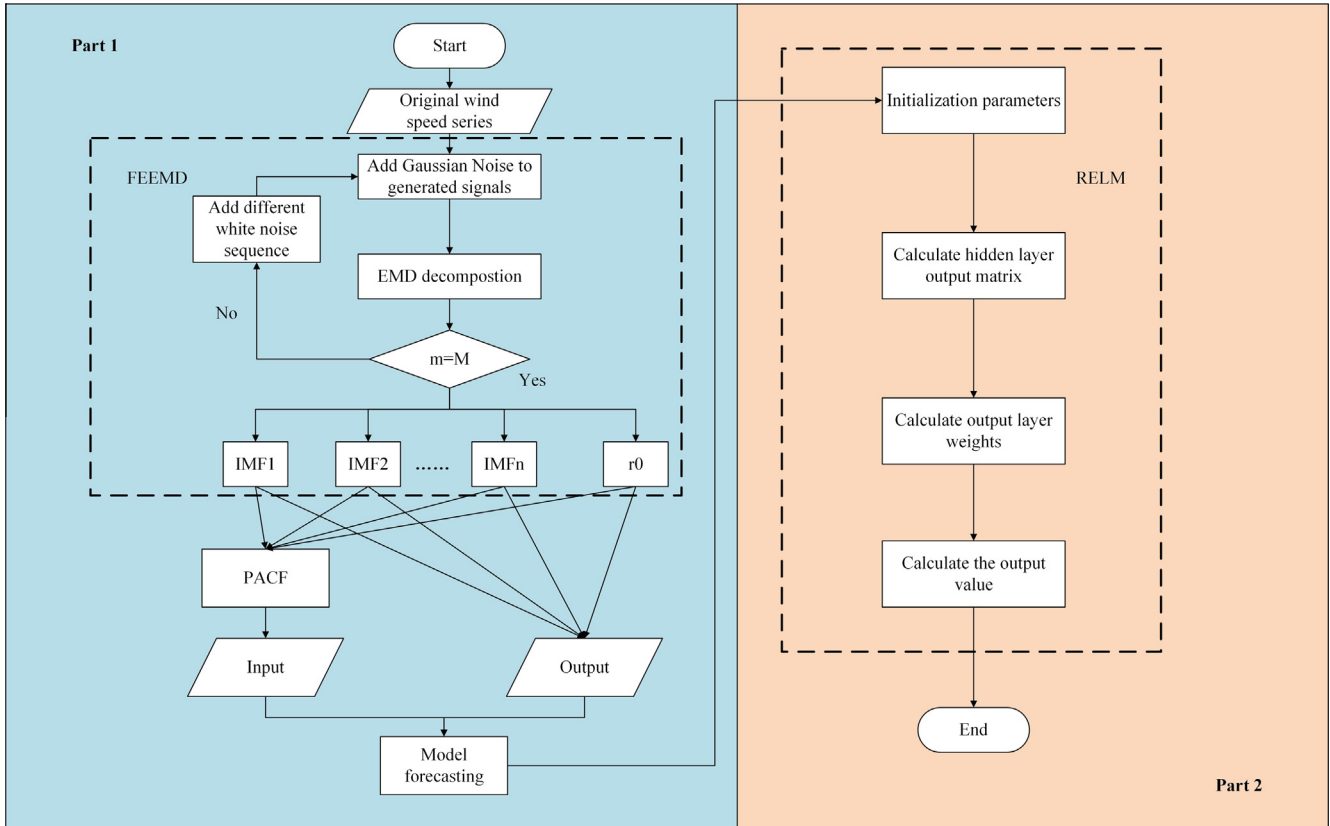 Part 1
Start
Original wind
speed series
FEEMD
Add Gaussian Noise to
generated signals
Add different
white noise
sequence
EMD decompostion
No
m=M
Yes
IMF1
IMF2
......
IMFn
r0
PACF
Input
Output
Model
forecasting
Initialization parameters
RELM
Calculate hidden layer
output matrix
Calculate output layer
weights
Calculate the output
value
End
Part 2